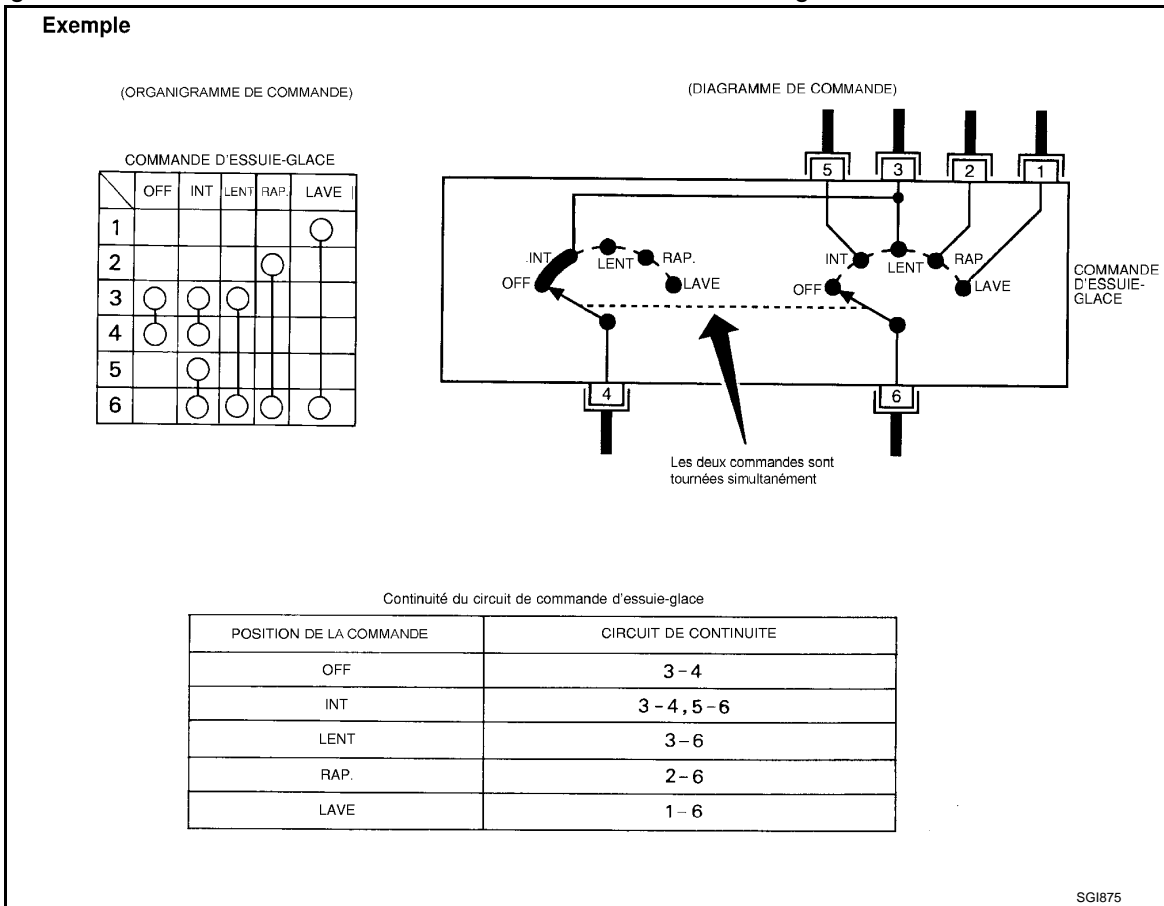 Exemple
(ORGANIGRAMME DE COMMANDE)
COMMANDE D'ESSUIE-GLACE
OFF INT LENT RAP. LAVE
1
2
3
4
5
6
(DIAGRAMME DE COMMANDE)
5 3 2 1
INT LENT RAP.
OFF LAVE
INT LENT RAP.
OFF LAVE
COMMANDE
D'ESSUIE-
GLACE
4 6
Les deux commandes sont
tournées simultanément
Continuité du circuit de commande d'essuie-glace
POSITION DE LA COMMANDE CIRCUIT DE CONTINUITE
OFF 3-4
INT 3-4, 5-6
LENT 3-6
RAP. 2-6
LAVE 1-6
SGI875